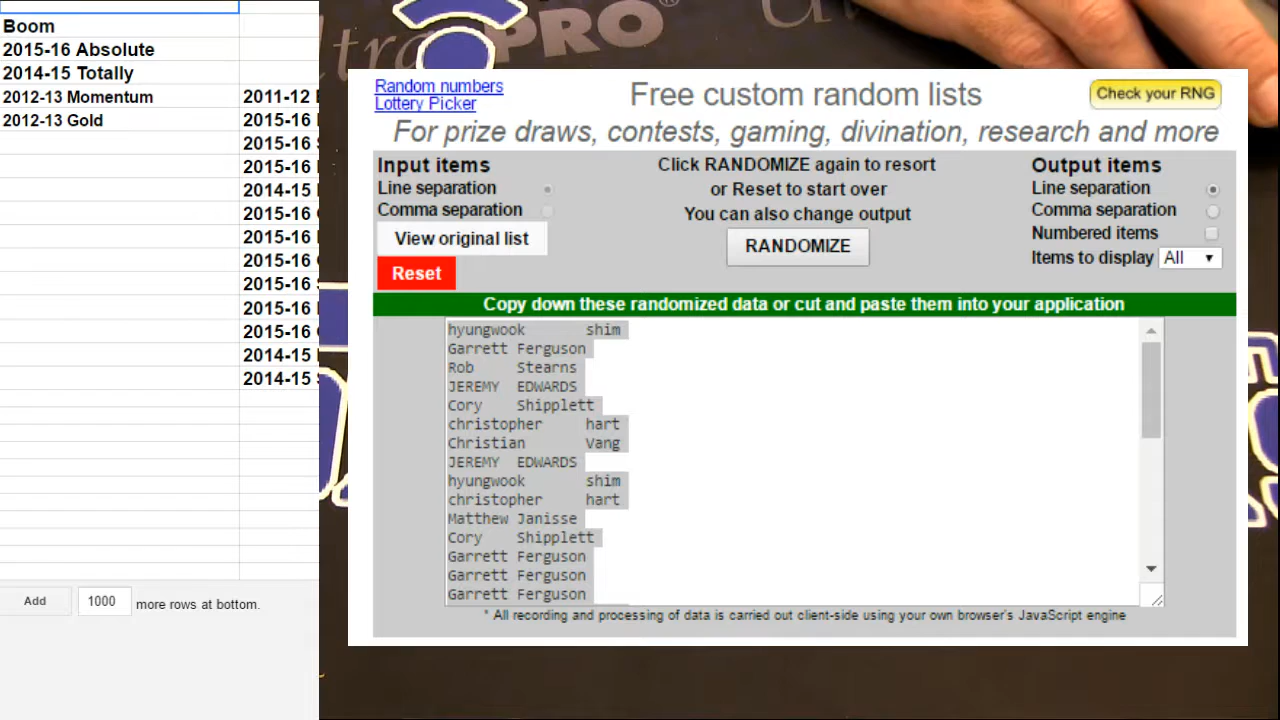 Boom
2015-16 Absolute
2014-15 Totally
2012-13 Momentum
2012-13 Gold
2011-12
2015-16
2015-16
2015-16
2014-15
2015-16
2015-16
2015-16
2015-16
2015-16
2015-16
2014-15
2014-15
Add 1000 more rows at bottom.
PRO®
Random numbers
Lottery Picker
Free custom random lists
Check your RNG
For prize draws, contests, gaming, divination, research and more
Input items
Line separation
Comma separation
View original list
Reset
Click RANDOMIZE again to resort
or Reset to start over
You can also change output
RANDOMIZE
Output items
Line separation
Comma separation
Numbered items
Items to display All
Copy down these randomized data or cut and paste them into your application
hyungwook shim
Garrett Ferguson
Rob Stearns
JEREMY EDWARDS
Cory Shipplett
christopher hart
Christian Vang
JEREMY EDWARDS
hyungwook shim
christopher hart
Matthew Janisse
Cory Shipplett
Garrett Ferguson
Garrett Ferguson
Garrett Ferguson
* All recording and processing of data is carried out client-side using your own browser's JavaScript engine